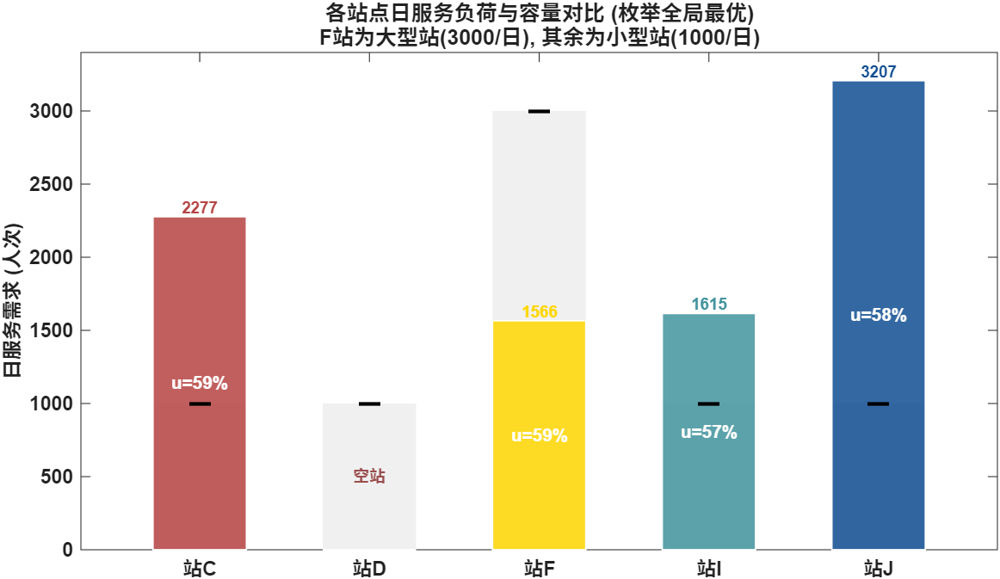 各站点日服务负荷与容量对比 (枚举全局最优)
F站为大型站(3000/日), 其余为小型站(1000/日)
日服务需求 (人次)
3000
2500
2000
1500
1000
500
0
2277
u=59%
空站
1566
u=59%
1615
u=57%
3207
u=58%
站C
站D
站F
站I
站J